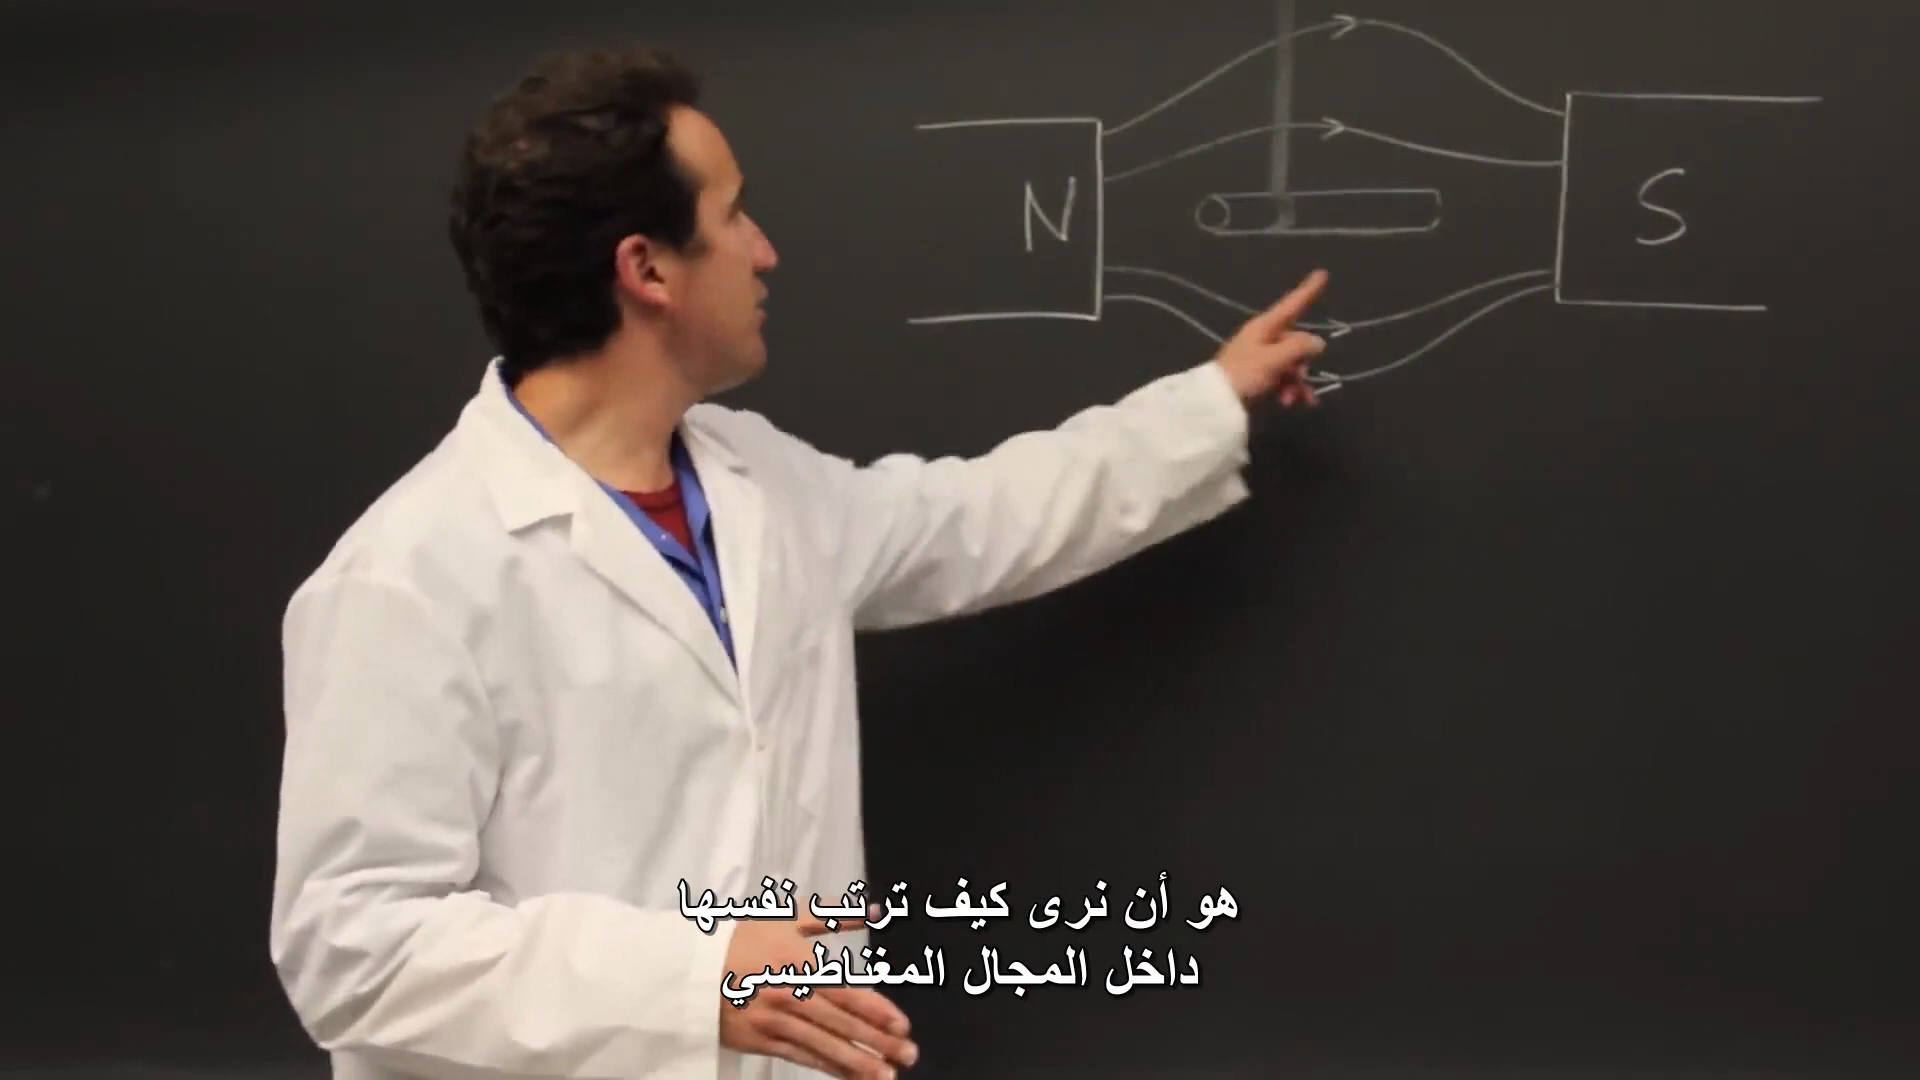 N
S
هو أن نرى كيف ترتب نفسها
داخل المجال المغناطيسي